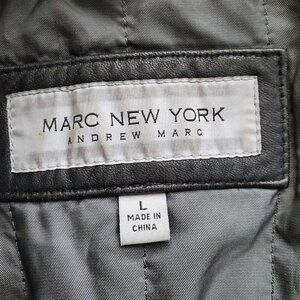 MARC NEW YORK
ANDREW MARC
L
MADE IN
CHINA